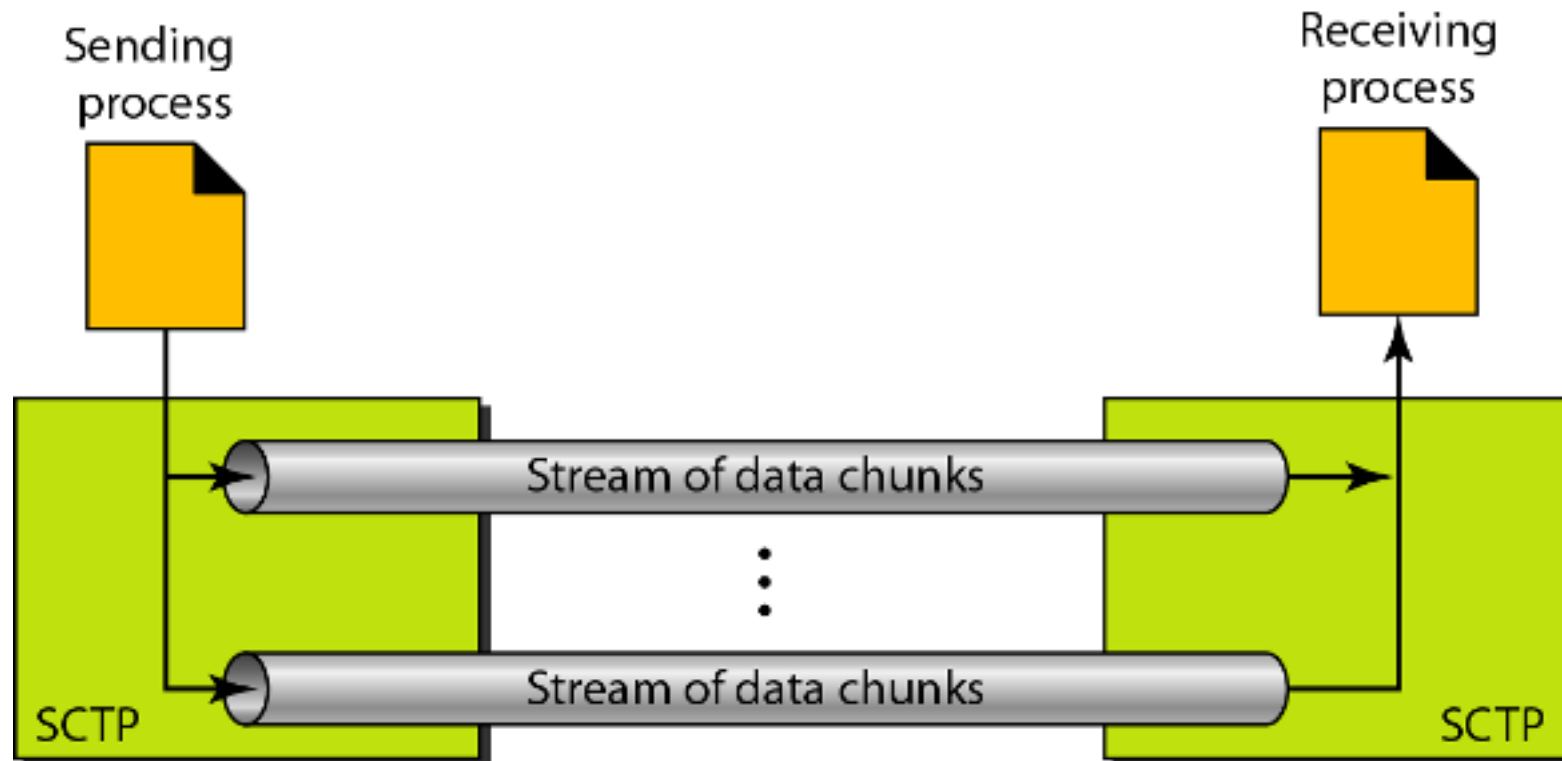 Sending
process
Receiving
process
Stream of data chunks
Stream of data chunks
SCTP
SCTP